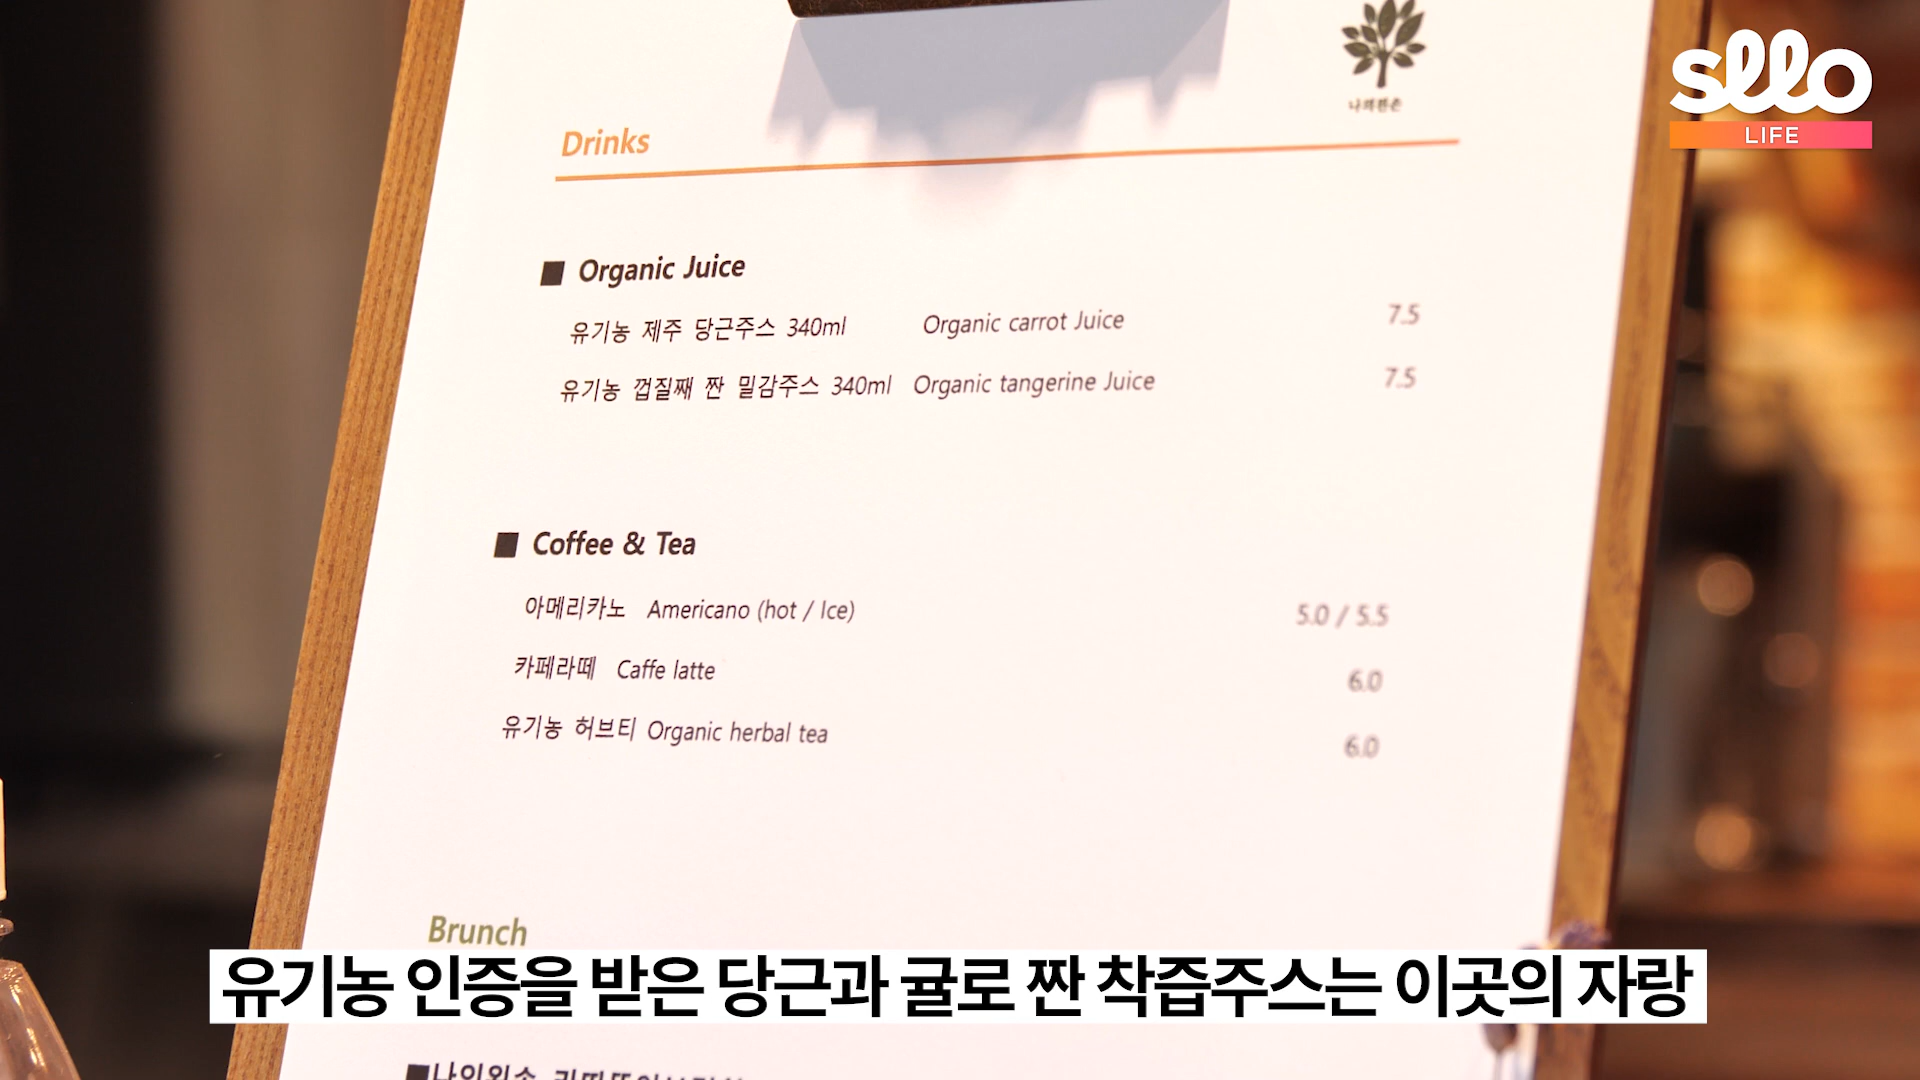 sllo
LIFE
Drinks
■ Organic Juice
유기농 제주 당근주스 340ml Organic carrot Juice 7.5
유기농 껍질째 짠 밀감주스 340ml Organic tangerine Juice 7.5
■ Coffee & Tea
아메리카노 Americano (hot / Ice) 5.0 / 5.5
카페라떼 Caffe latte 6.0
유기농 허브티 Organic herbal tea 6.0
Brunch
유기농 인증을 받은 당근과 귤로 짠 착즙주스는 이곳의 자랑